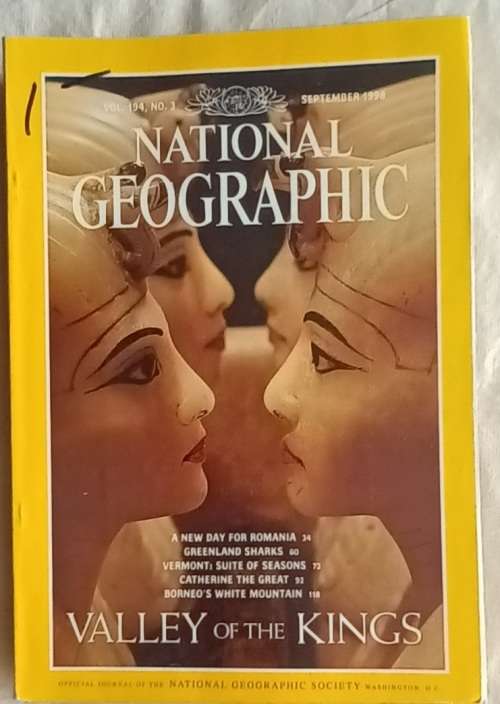 VOL. 194, NO. 3
SEPTEMBER 1998
NATIONAL
GEOGRAPHIC
A NEW DAY FOR ROMANIA 34
GREENLAND SHARKS 60
VERMONT: SUITE OF SEASONS 72
CATHERINE THE GREAT 92
BORNEO'S WHITE MOUNTAIN 118
VALLEY OF THE KINGS
OFFICIAL JOURNAL OF THE NATIONAL GEOGRAPHIC SOCIETY WASHINGTON, D.C.